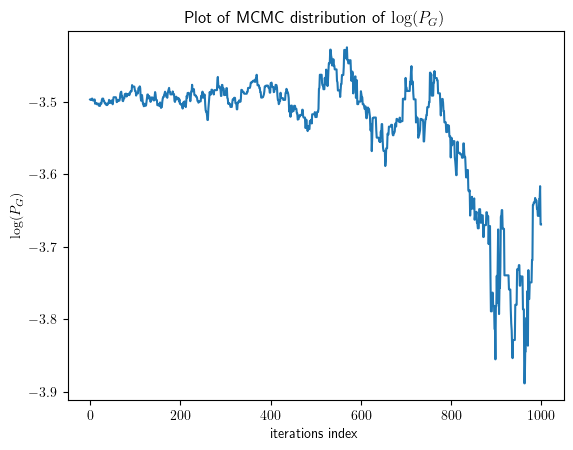 Plot of MCMC distribution of log(P_G)
−3.5
−3.6
−3.7
−3.8
−3.9
log(P_G)
0 200 400 600 800 1000
iterations index